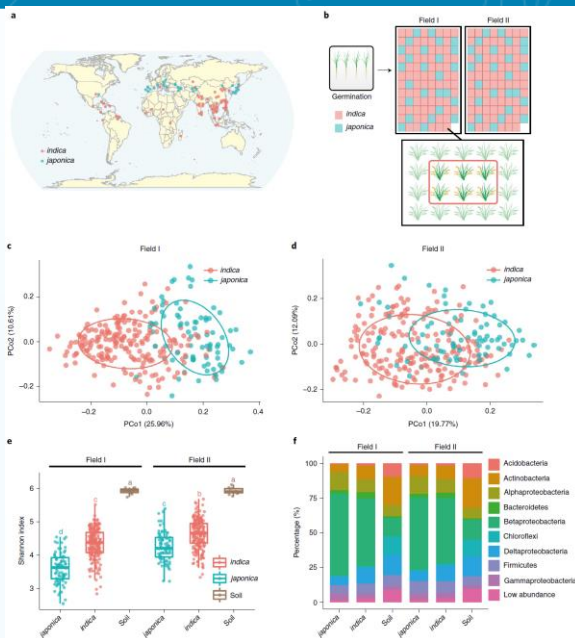 a
indica
japonica
b
Field I
Field II
Germination
indica
japonica
c
Field I
indica
japonica
PCo2 (10.61%)
0.2
0.0
−0.2
−0.2
0.0
0.2
0.4
PCo1 (25.96%)
d
Field II
indica
japonica
PCo2 (12.09%)
0.2
0.0
−0.2
−0.2
0.0
0.2
PCo1 (19.77%)
e
Field I
Field II
Shannon index
6
5
4
3
d
c
a
d
b
a
indica
japonica
Soil
japonica
indica
Soil
japonica
indica
Soil
f
Field I
Field II
Percentage (%)
100
75
50
25
0
japonica
indica
Soil
japonica
indica
Soil
Acidobacteria
Actinobacteria
Alphaproteobacteria
Bacteroidetes
Betaproteobacteria
Chloroflexi
Deltaproteobacteria
Firmicutes
Gammaproteobacteria
Low abundance